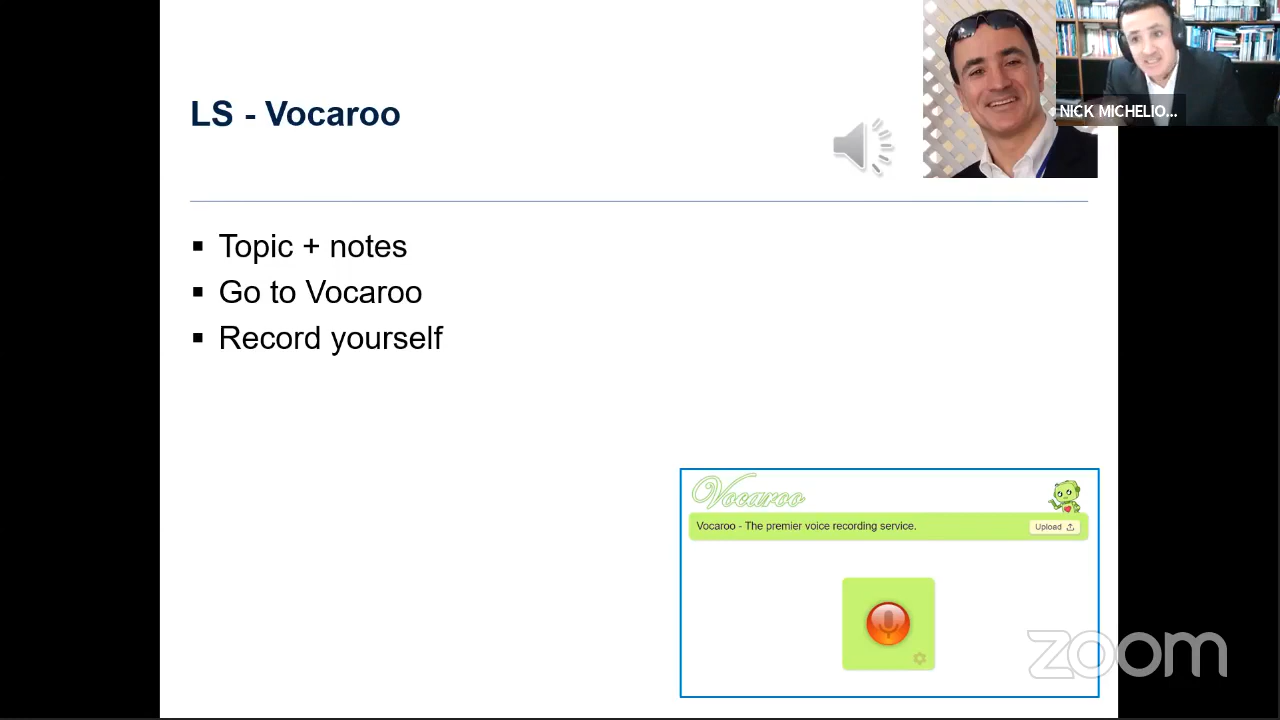 LS - Vocaroo
NICK MICHELIO...
▪ Topic + notes
▪ Go to Vocaroo
▪ Record yourself
Vocaroo
Vocaroo - The premier voice recording service.
Upload
zoom